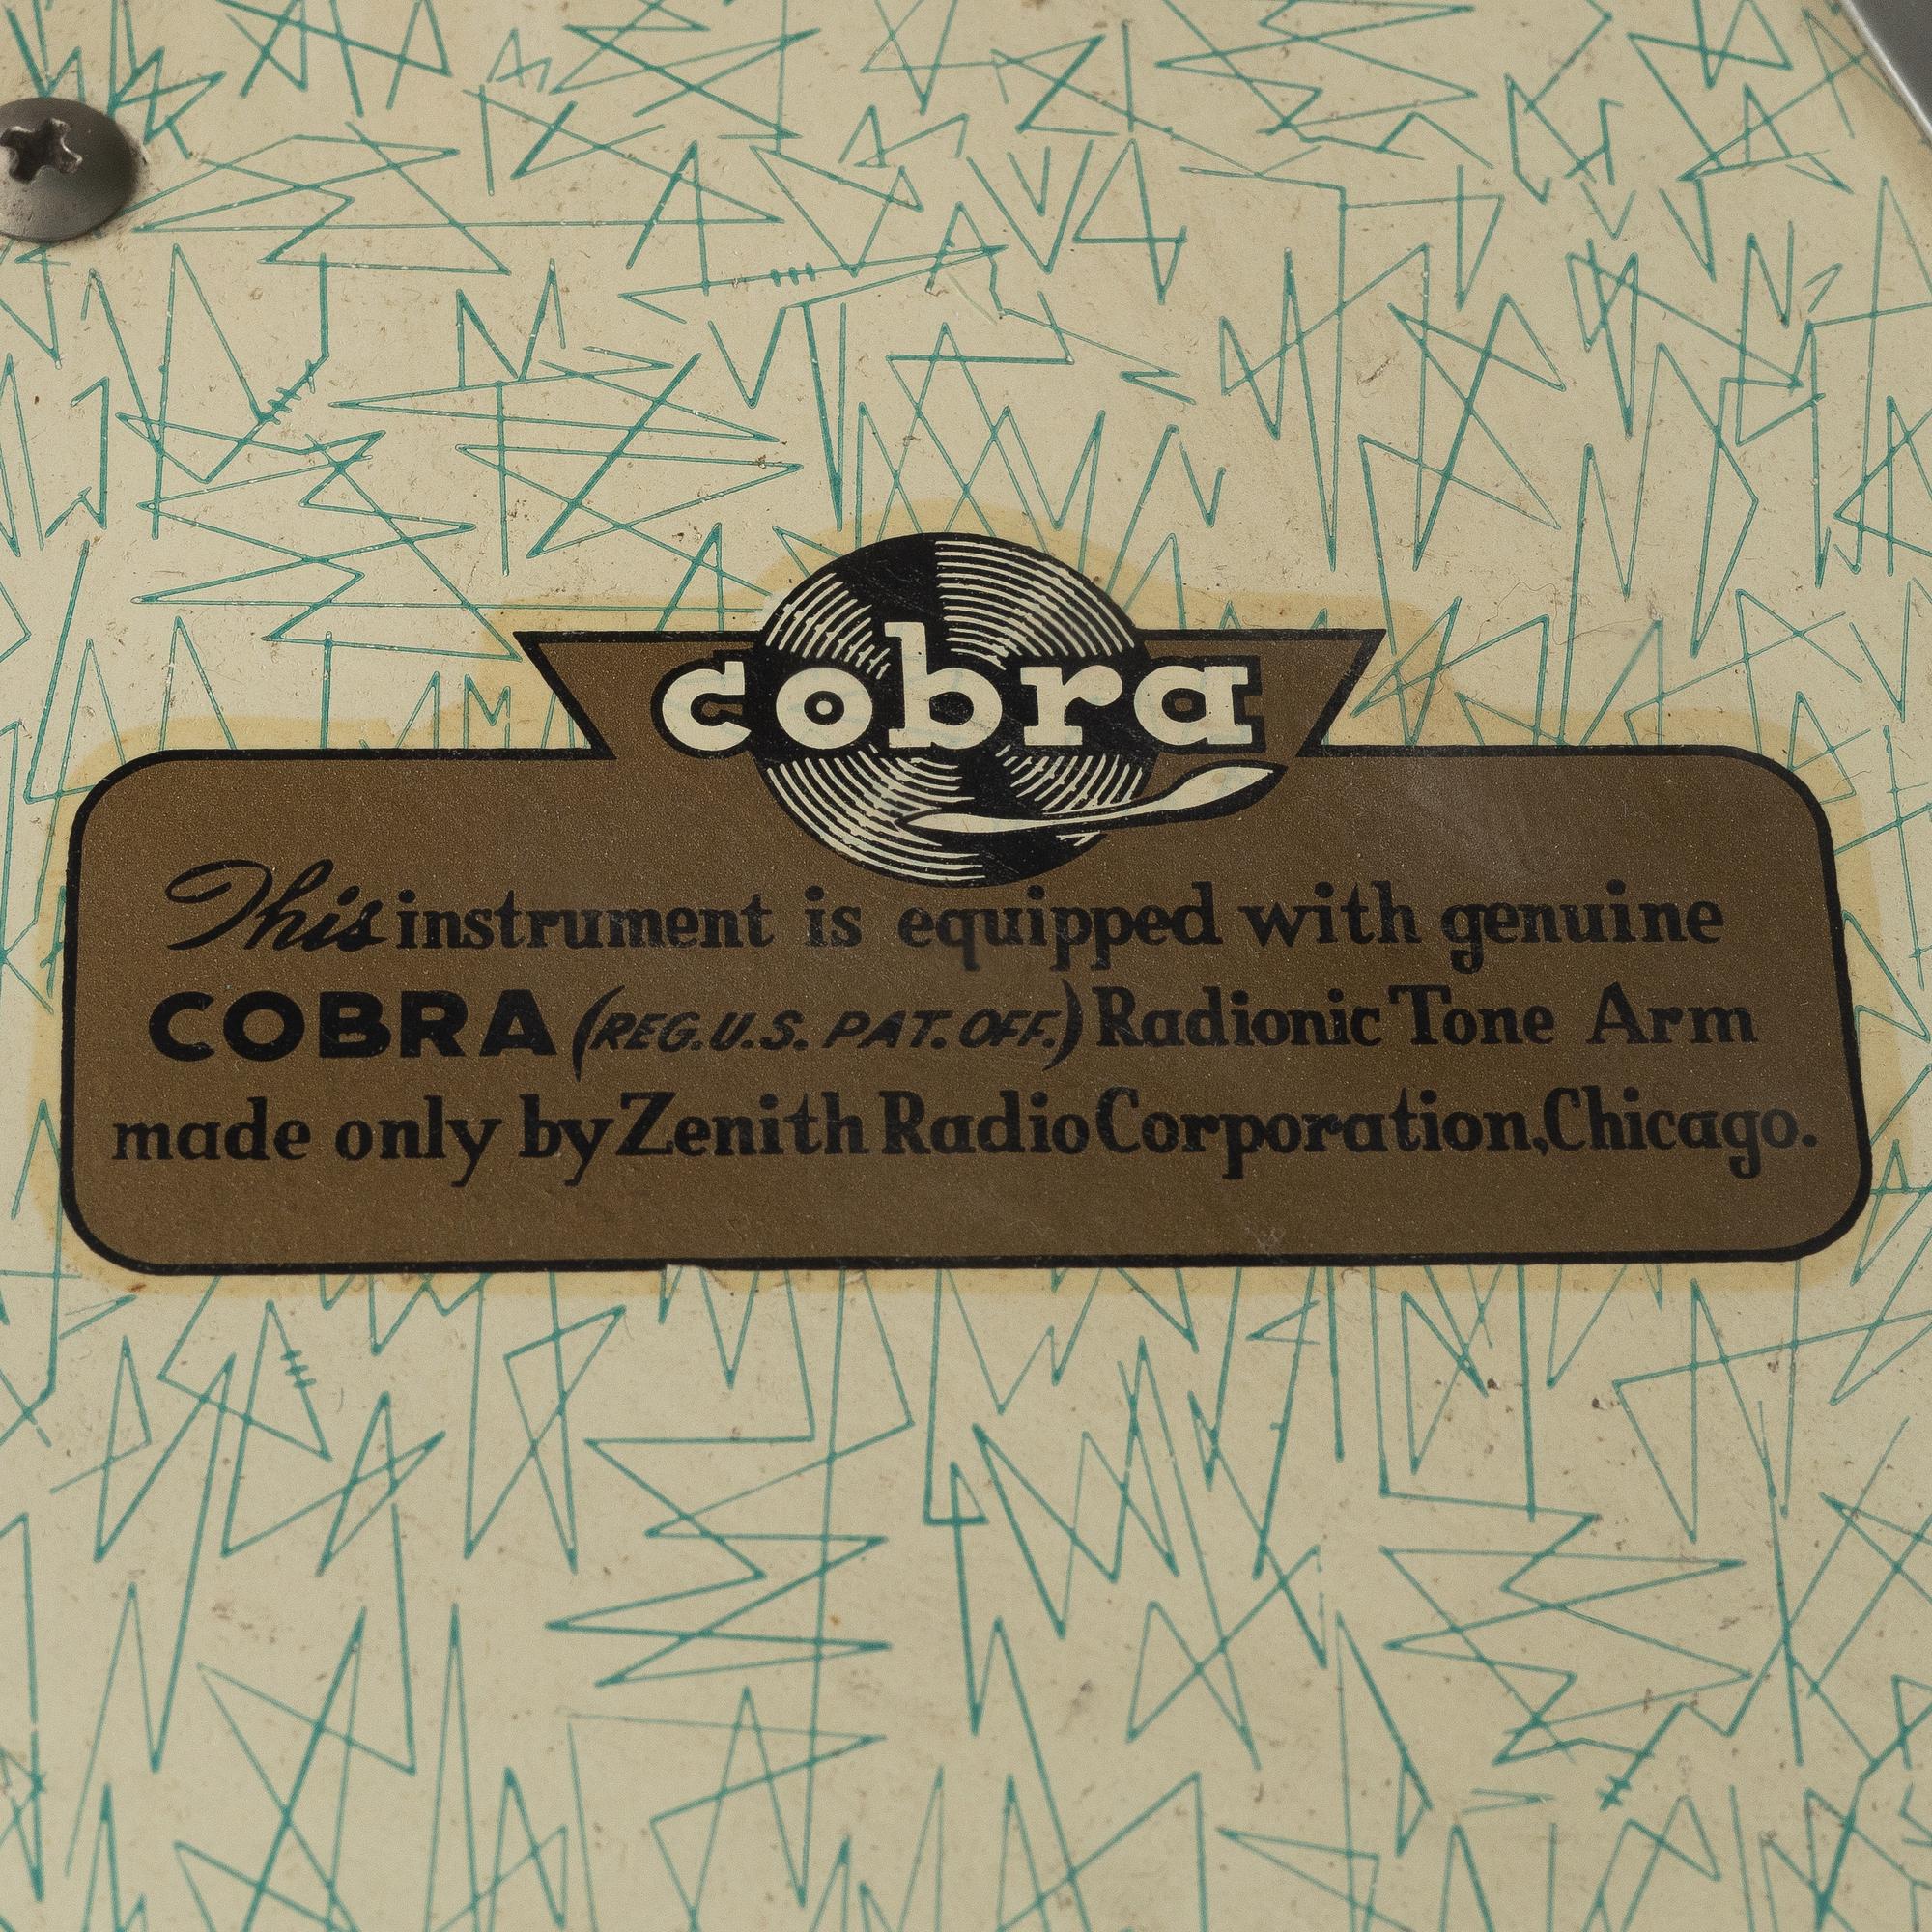 cobra
This instrument is equipped with genuine
COBRA (REG.U.S. PAT. OFF.) Radionic Tone Arm
made only by Zenith Radio Corporation, Chicago.